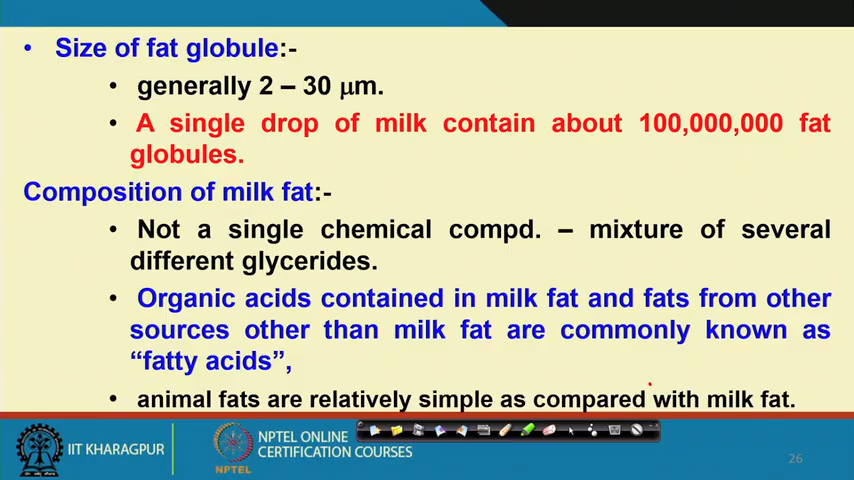 • Size of fat globule:-
• generally 2 – 30 μm.
• A single drop of milk contain about 100,000,000 fat
globules.
Composition of milk fat:-
• Not a single chemical compd. – mixture of several
different glycerides.
• Organic acids contained in milk fat and fats from other
sources other than milk fat are commonly known as
“fatty acids”,
• animal fats are relatively simple as compared with milk fat.
IIT KHARAGPUR
NPTEL
NPTEL ONLINE
CERTIFICATION COURSES
26